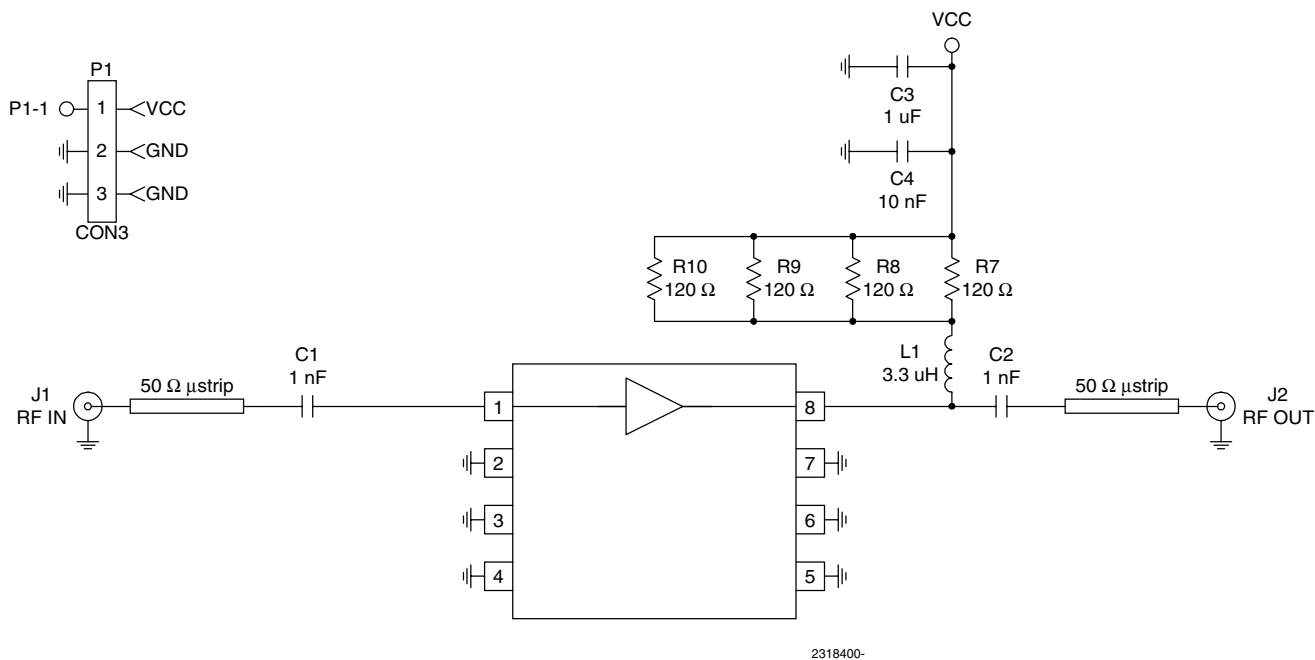 VCC
P1
P1-1
1
VCC
2
GND
3
GND
CON3
C3
1 uF
C4
10 nF
R10
120 Ω
R9
120 Ω
R8
120 Ω
R7
120 Ω
J1
RF IN
50 Ω μstrip
C1
1 nF
L1
3.3 uH
C2
1 nF
50 Ω μstrip
J2
RF OUT
1
8
2
7
3
6
4
5
2318400-